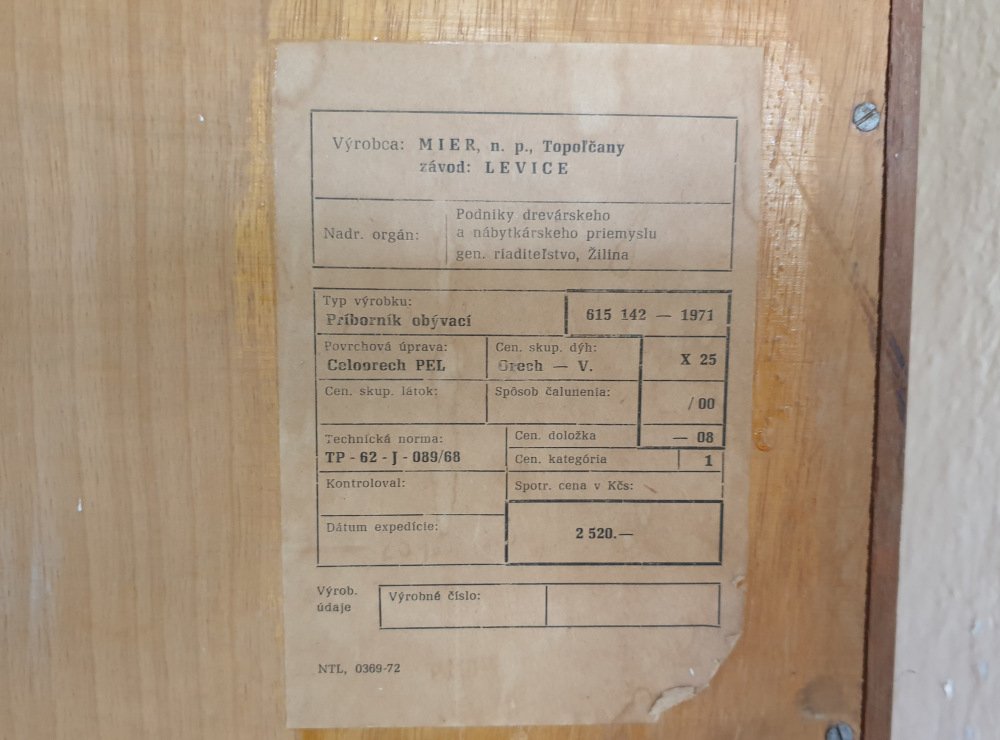 Výrobca: MIER, n. p., Topoľčany
závod: LEVICE
Nadr. orgán:
Podniky drevárskeho
a nábytkárskeho priemyslu
gen. riaditeľstvo, Žilina
Typ výrobku:
Príborník obývací
615 142 — 1971
Povrchová úprava:
Celoorech PEL
Cen. skup. dýh:
Orech — V.
X 25
Cen. skup. látok:
Spôsob čalunenia:
/00
Technická norma:
TP - 62 - J - 089/68
Cen. doložka
— 08
Cen. kategória
1
Kontroloval:
Spotr. cena v Kčs:
Dátum expedície:
2 520.—
Výrob.
údaje
Výrobné číslo:
NTL, 0369-72